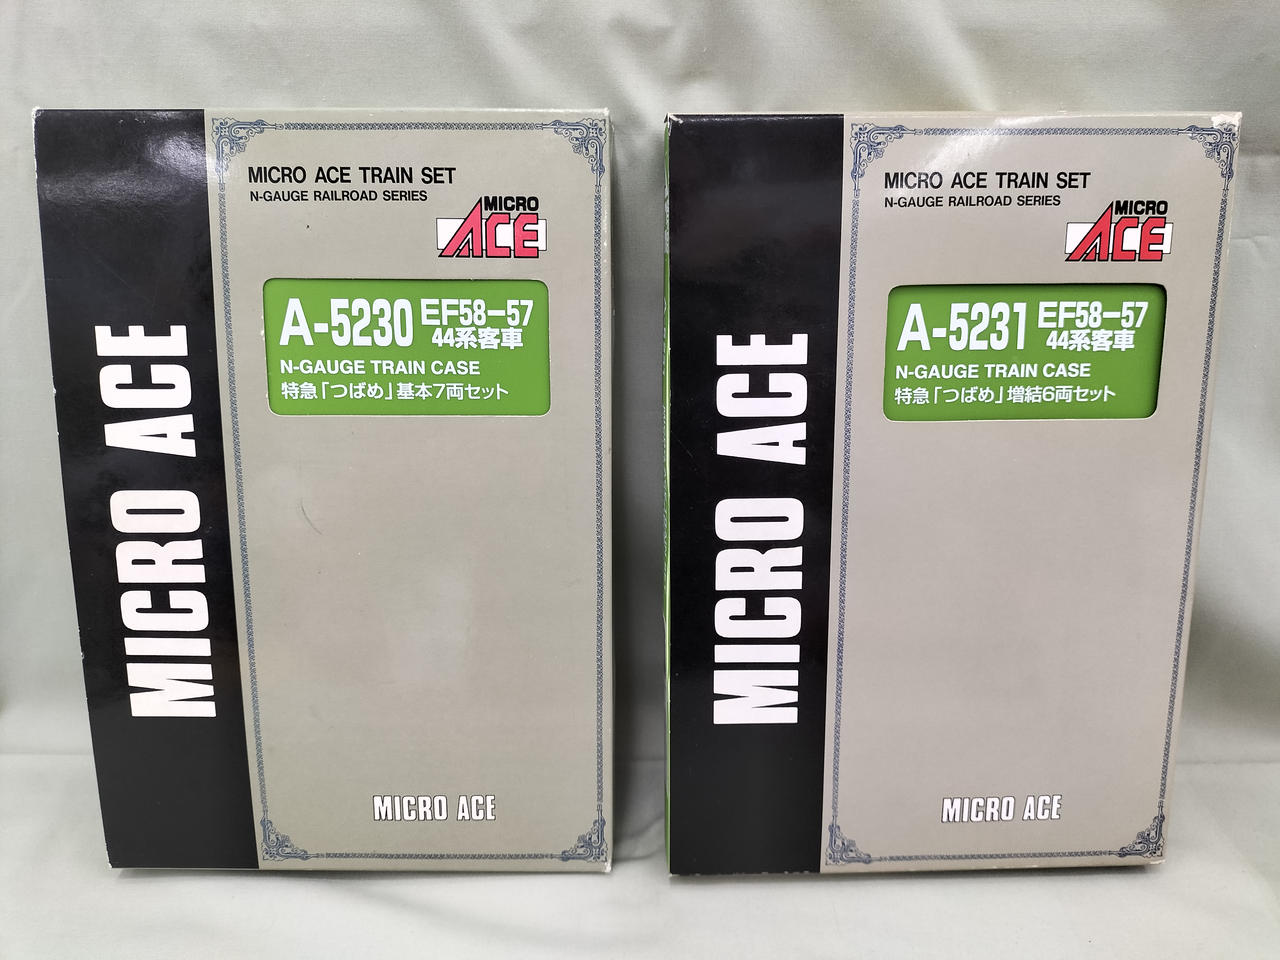 MICRO ACE
MICRO ACE TRAIN SET
N-GAUGE RAILROAD SERIES
MICRO
ACE
A-5230 EF58-57
44系客車
N-GAUGE TRAIN CASE
特急「つばめ」基本7両セット
MICRO ACE
MICRO ACE
MICRO ACE TRAIN SET
N-GAUGE RAILROAD SERIES
MICRO
ACE
A-5231 EF58-57
44系客車
N-GAUGE TRAIN CASE
特急「つばめ」増結6両セット
MICRO ACE